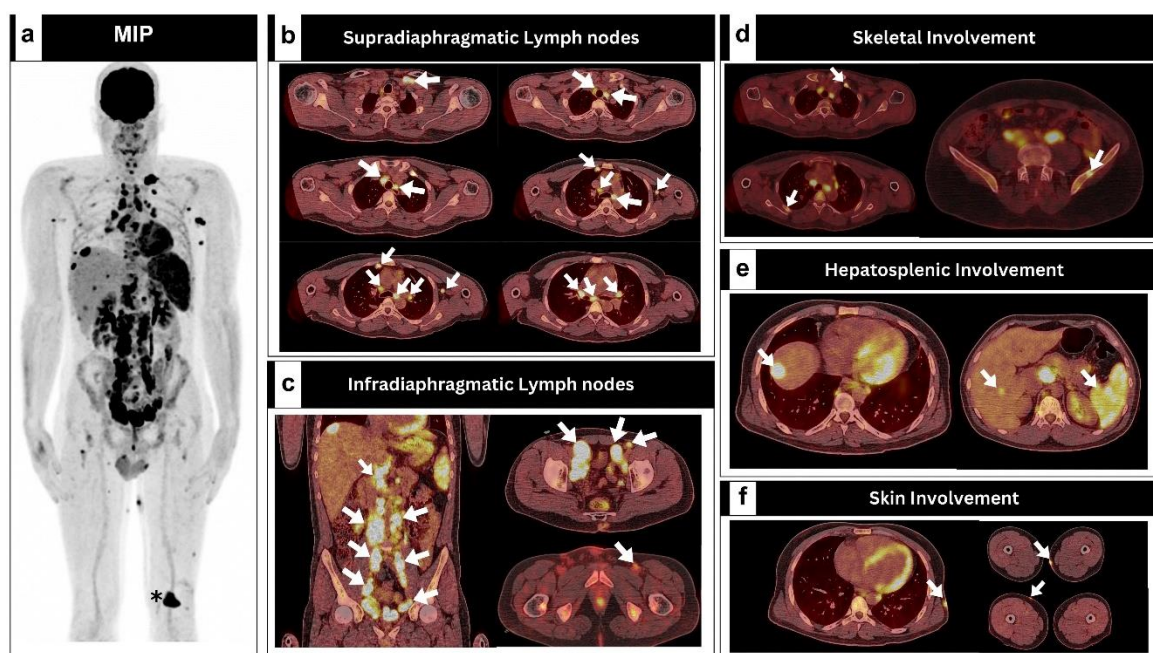 a
MIP
*
b
Supradiaphragmatic Lymph nodes
c
Infradiaphragmatic Lymph nodes
d
Skeletal Involvement
e
Hepatosplenic Involvement
f
Skin Involvement